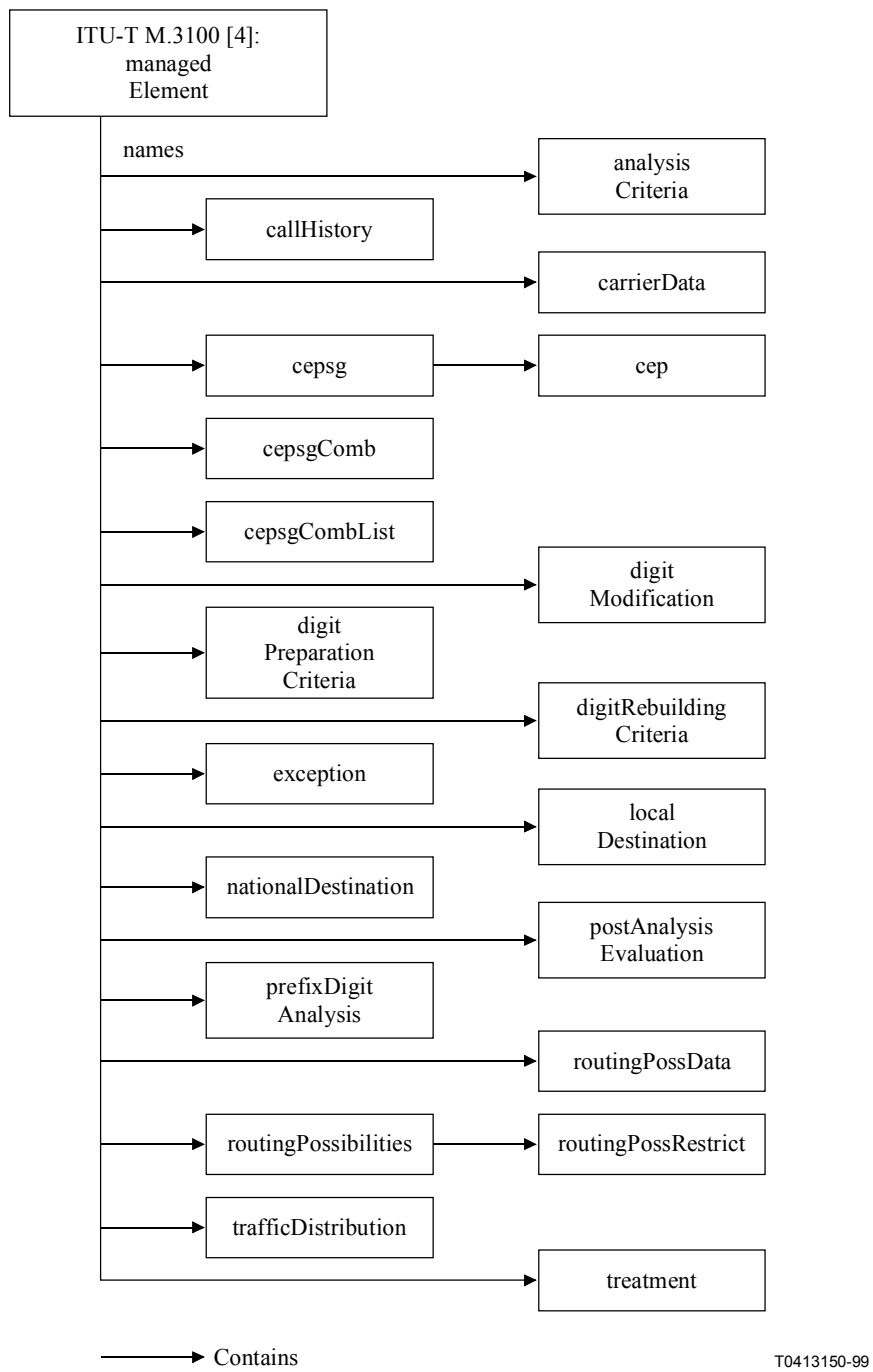 ITU-T M.3100 [4]:
managed
Element
names
analysis
Criteria
callHistory
carrierData
cepsg
cep
cepsgComb
cepsgCombList
digit
Modification
digit
Preparation
Criteria
digitRebuilding
Criteria
exception
local
Destination
nationalDestination
postAnalysis
Evaluation
prefixDigit
Analysis
routingPossData
routingPossibilities
routingPossRestrict
trafficDistribution
treatment
Contains
T0413150-99